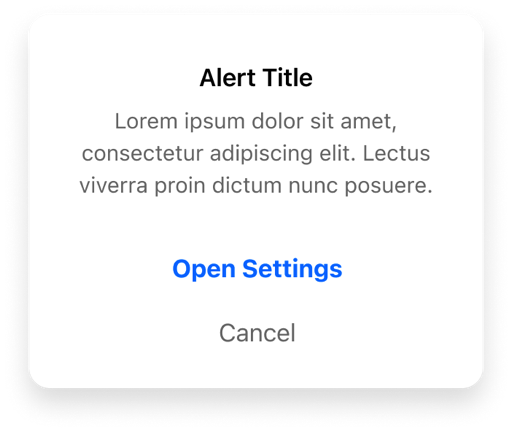 Alert Title
Lorem ipsum dolor sit amet,
consectetur adipiscing elit. Lectus
viverra proin dictum nunc posuere.
Open Settings
Cancel